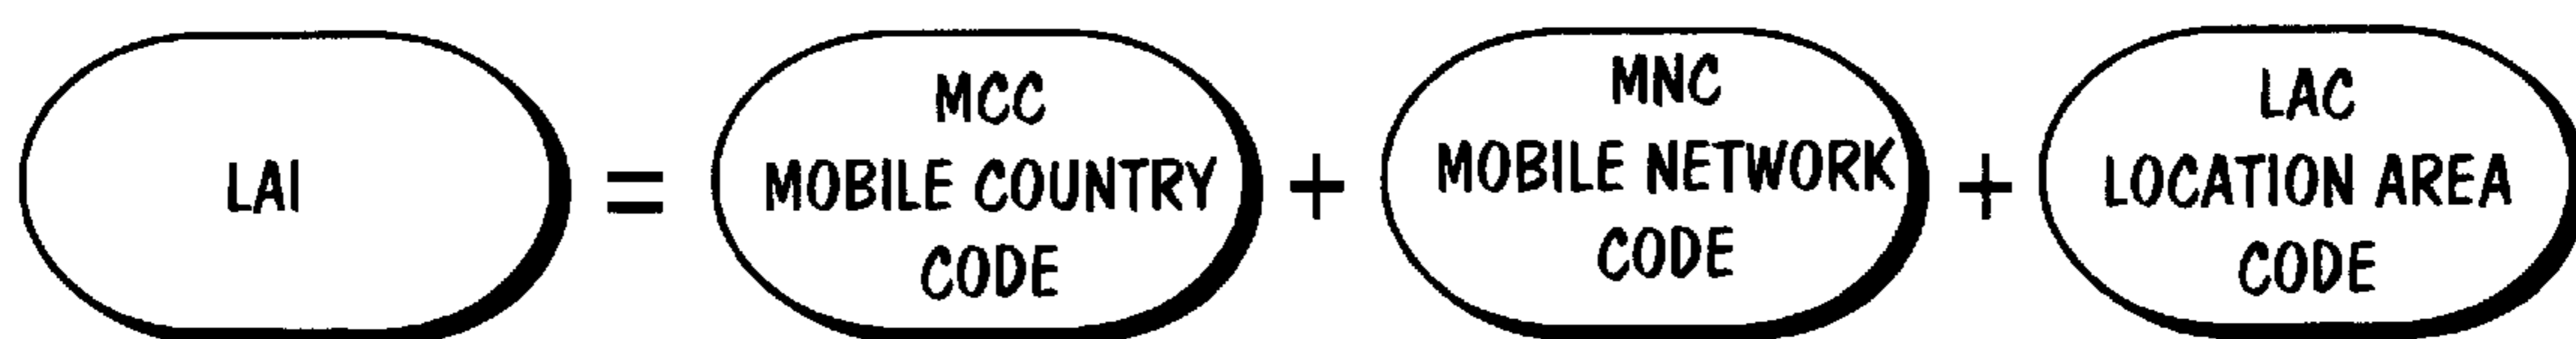 LAI = MCC MOBILE COUNTRY CODE + MNC MOBILE NETWORK CODE + LAC LOCATION AREA CODE